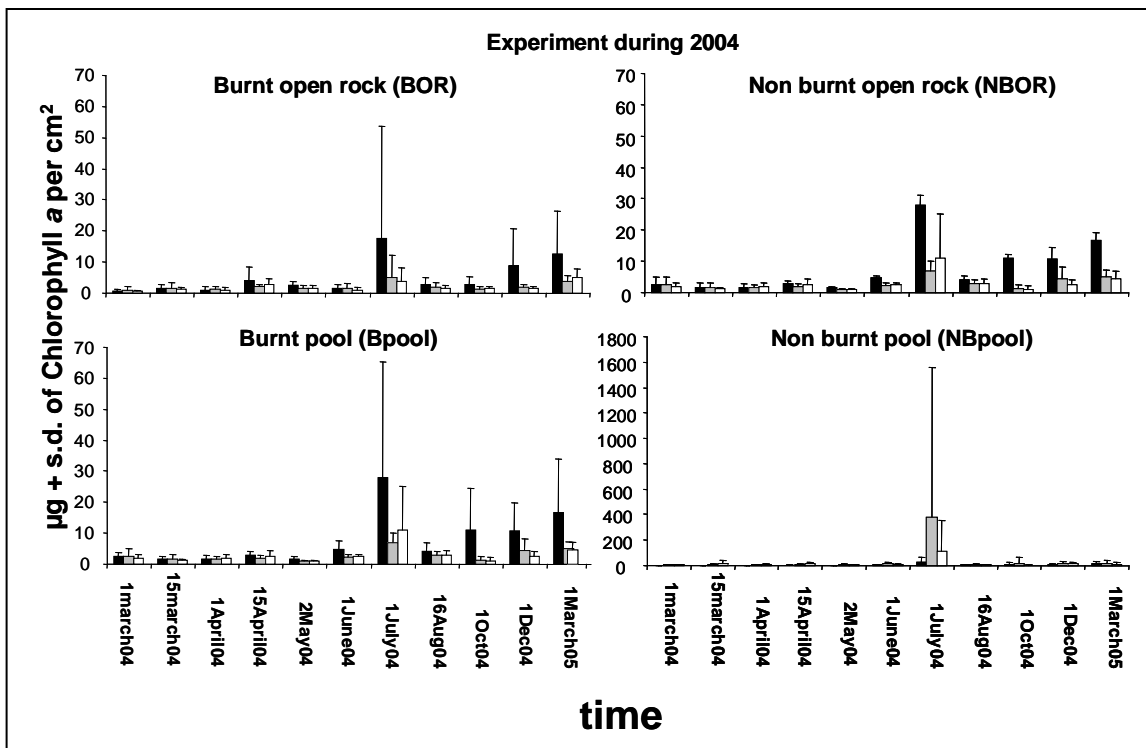 Experiment during 2004
µg + s.d. of Chlorophyll a per cm²
Burnt open rock (BOR)
70
60
50
40
30
20
10
0
Non burnt open rock (NBOR)
70
60
50
40
30
20
10
0
Burnt pool (Bpool)
70
60
50
40
30
20
10
0
Non burnt pool (NBpool)
1800
1600
1400
1200
1000
800
600
400
200
0
1march04
15march04
1April04
15April04
2May04
1June04
1July04
16Aug04
1Oct04
1Dec04
1March05
1march04
15march04
1April04
15April04
2May04
1June04
1July04
16Aug04
1Oct04
1Dec04
1March05
time